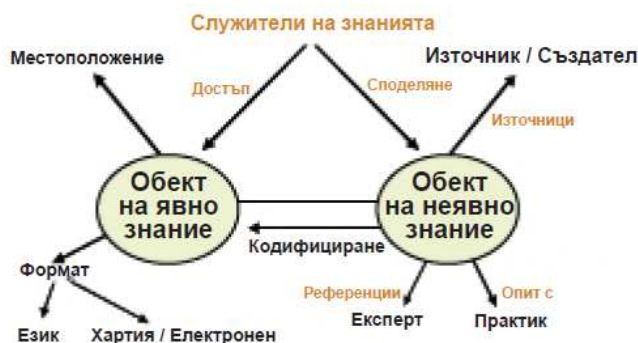 Служители на знанията
Местоположение
Източник / Създател
Достъп
Споделяне
Източници
Обект
на явно
знание
Обект
на неявно
знание
Кодифициране
Формат
Референции
Опит с
Език
Хартия / Електронен
Експерт
Практик